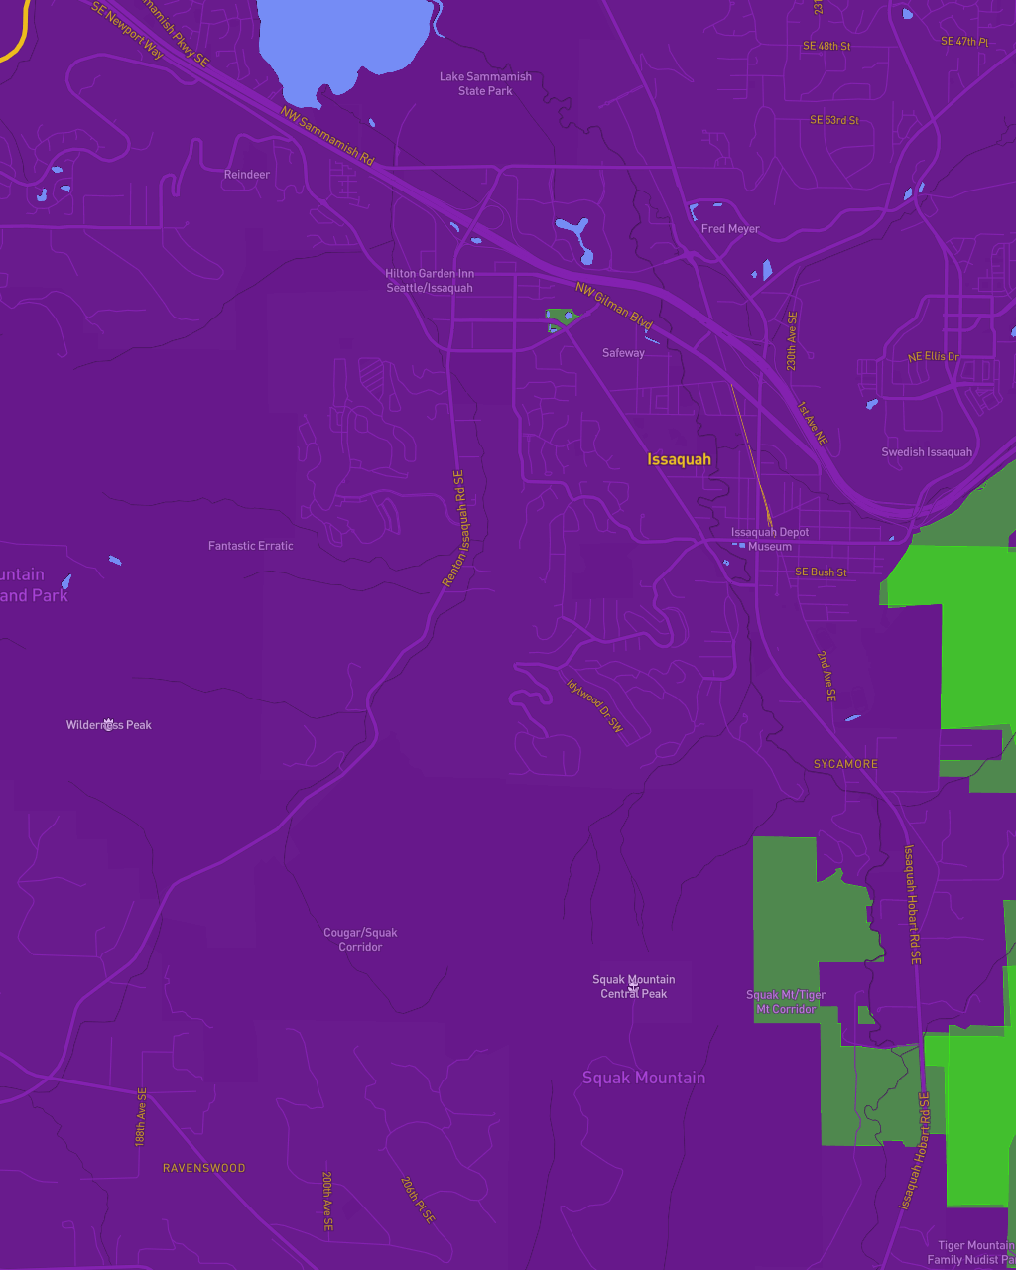 SE Newport Way
mamish Pkwy SE
231
SE 48th St
SE 47th Pl
Lake Sammamish
State Park
SE 53rd St
NW Sammamish Rd
Reindeer
Fred Meyer
Hilton Garden Inn
Seattle/Issaquah
NW Gilman Blvd
230th Ave SE
Safeway
NE Ellis Dr
1st Ave NE
Issaquah
Swedish Issaquah
Renton Issaquah Rd SE
Issaquah Depot
Museum
Fantastic Erratic
SE Bush St
untain
and Park
2nd Ave SE
Idylwood Dr SW
Wilderness Peak
SYCAMORE
Issaquah Hobart Rd SE
Cougar/Squak
Corridor
Squak Mountain
Central Peak
Squak Mt/Tiger
Mt Corridor
Squak Mountain
188th Ave SE
Issaquah Hobart Rd SE
RAVENSWOOD
200th Ave SE
206th Pl SE
Tiger Mountain
Family Nudist Pa